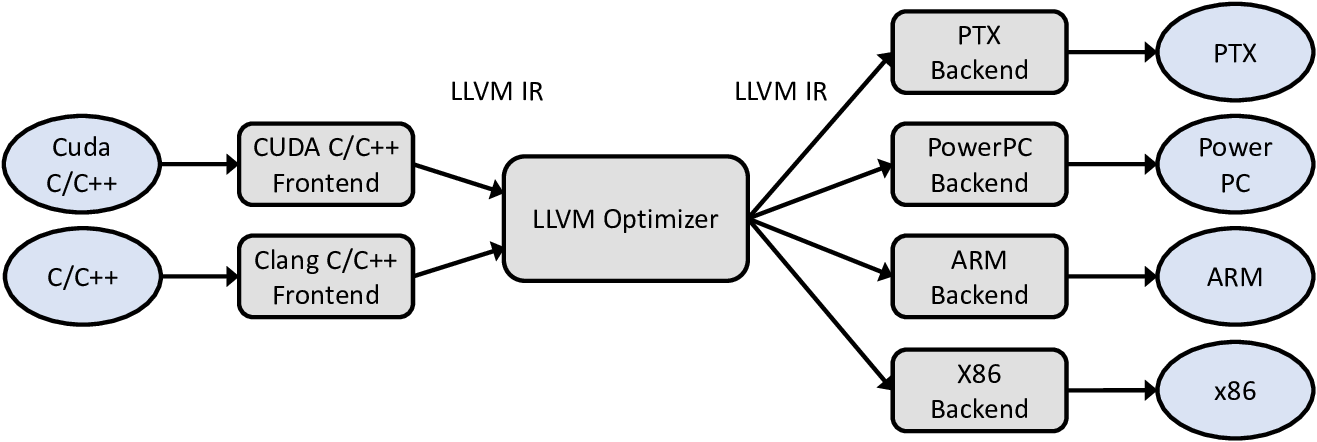 Cuda
C/C++
C/C++
CUDA C/C++
Frontend
Clang C/C++
Frontend
LLVM IR
LLVM Optimizer
LLVM IR
PTX
Backend
PowerPC
Backend
ARM
Backend
X86
Backend
PTX
Power
PC
ARM
x86